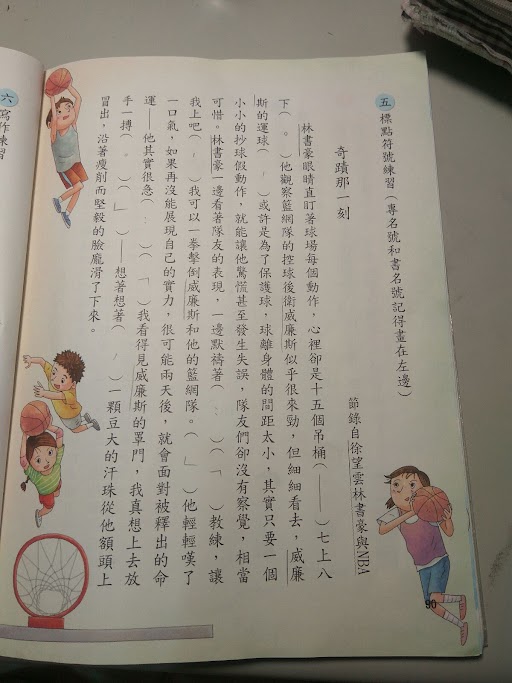 五 標點符號練習(專名號和書名號記得畫在左邊)
節錄自徐望雲林書豪與NBA
奇蹟那一刻
林書豪眼睛直盯著球場每個動作,心裡卻是十五個吊桶(——)七上八
下(。)他觀察籃網隊的控球後衛威廉斯似乎很來勁,但細細看去,威廉
斯的運球(,)或許是為了保護球,球離身體的間距太小,其實只要一個
小小的抄球假動作,就能讓他驚慌甚至發生失誤,隊友們卻沒有察覺,相當
可惜。林書豪一邊看著隊友的表現,一邊默禱著(:)(「)教練,讓
我上吧(,)我可以一拳擊倒威廉斯和他的籃網隊。(」)他輕輕嘆了
一口氣,如果再沒能展現自己的實力,很可能兩天後,就會面對被釋出的命
運——他其實很急(:)(「)我看得見威廉斯的罩門,我真想上去放
手一搏(。)(」)——想著想著(,)一顆豆大的汗珠從他額頭上
冒出,沿著瘦削而堅毅的臉龐滑了下來。
90
六 寫作練習